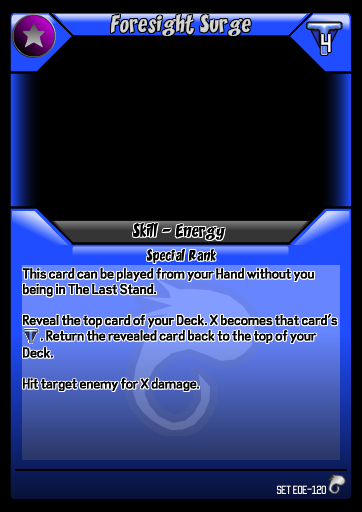 Foresight Surge
4
Skill - Energy
Special Rank
This card can be played from your Hand without you
being in The Last Stand.
Reveal the top card of your Deck. X becomes that card's
. Return the revealed card back to the top of your
Deck.
Hit target enemy for X damage.
SET EOE-120